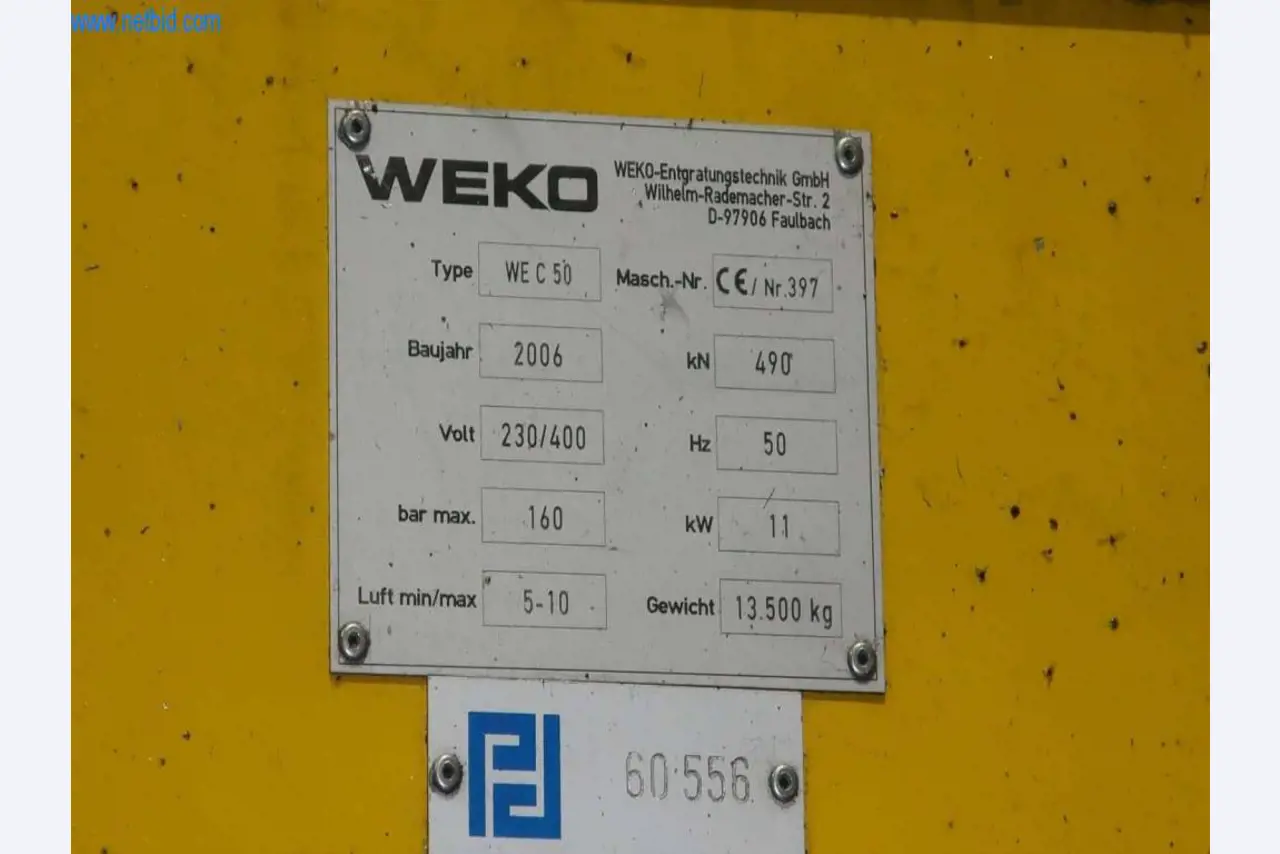 www.netbid.com
WEKO
WEKO-Entgratungstechnik GmbH
Wilhelm-Rademacher-Str. 2
D-97906 Faulbach
Type WE C 50 Masch.-Nr. CE / Nr.397
Baujahr 2006 kN 490
Volt 230/400 Hz 50
bar max. 160 kW 11
Luft min/max 5-10 Gewicht 13.500 kg
60 556